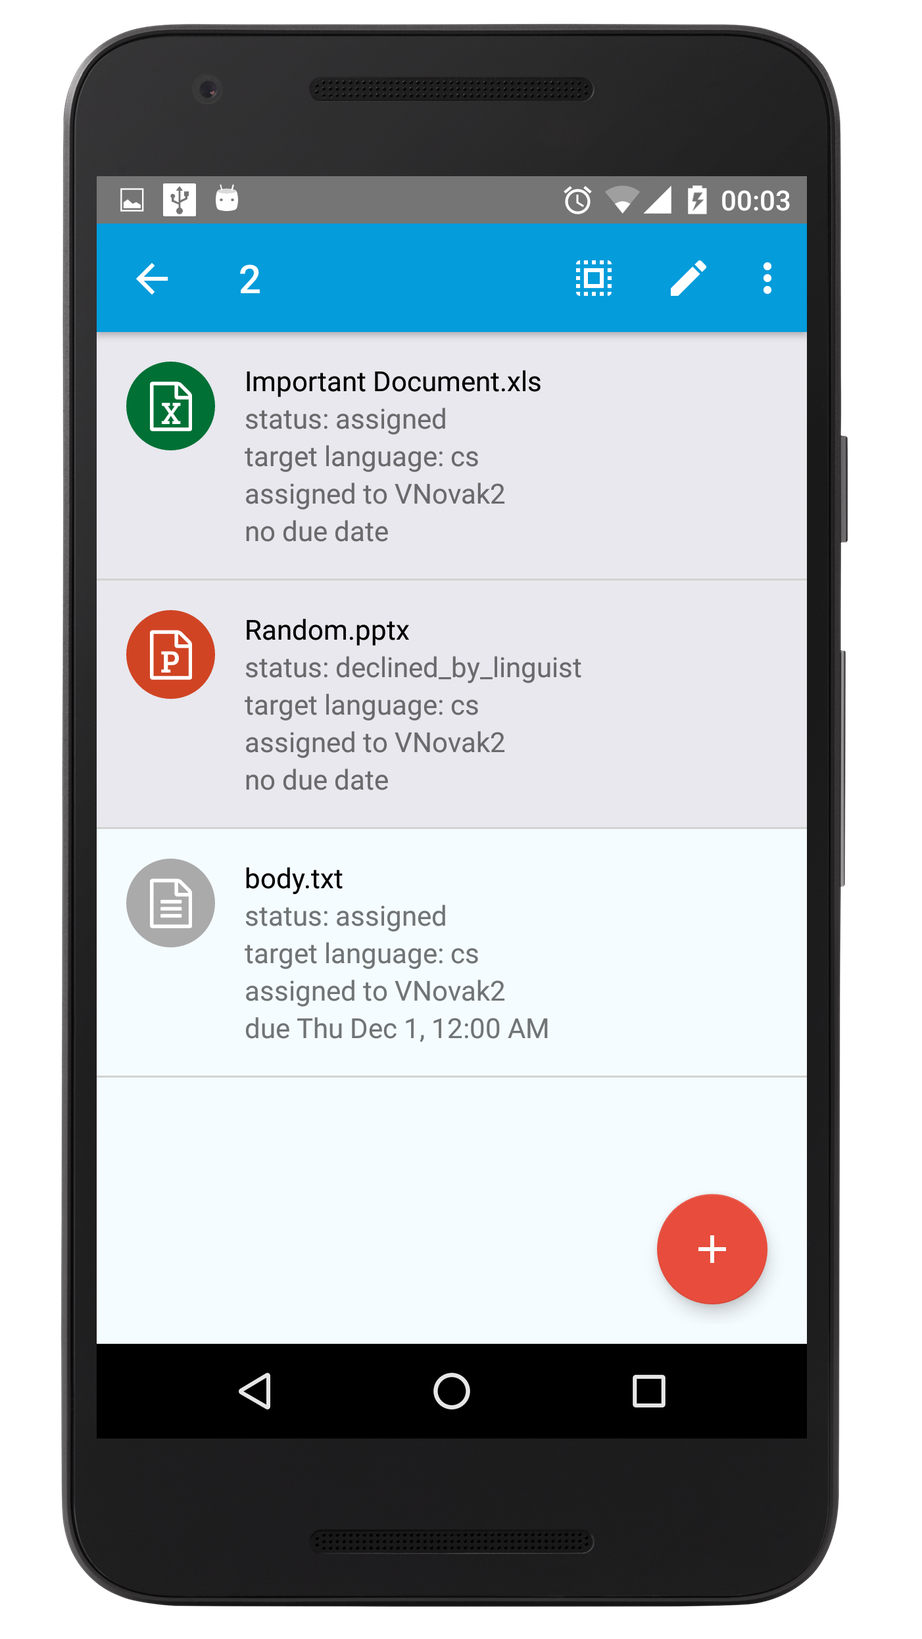 00:03
2
Important Document.xls
status: assigned
target language: cs
assigned to VNovak2
no due date
Random.pptx
status: declined_by_linguist
target language: cs
assigned to VNovak2
no due date
body.txt
status: assigned
target language: cs
assigned to VNovak2
due Thu Dec 1, 12:00 AM